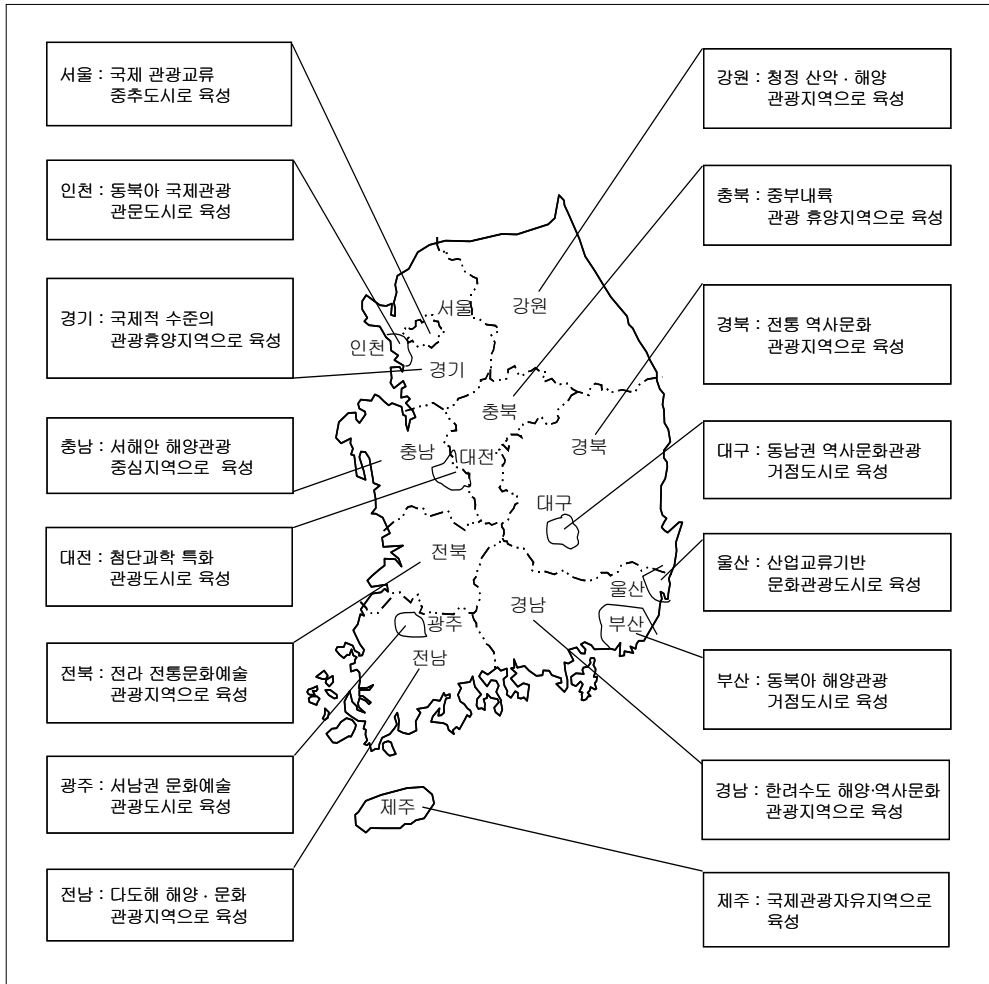 서울 : 국제 관광교류
중추도시로 육성
인천 : 동북아 국제관광
관문도시로 육성
경기 : 국제적 수준의
관광휴양지역으로 육성
충남 : 서해안 해양관광
중심지역으로 육성
대전 : 첨단과학 특화
관광도시로 육성
전북 : 전라 전통문화예술
관광지역으로 육성
광주 : 서남권 문화예술
관광도시로 육성
전남 : 다도해 해양 · 문화
관광지역으로 육성
서울
강원
인천
경기
충북
충남
대전
경북
대구
전북
울산
경남
광주
부산
전남
제주
강원 : 청정 산악 · 해양
관광지역으로 육성
충북 : 중부내륙
관광 휴양지역으로 육성
경북 : 전통 역사문화
관광지역으로 육성
대구 : 동남권 역사문화관광
거점도시로 육성
울산 : 산업교류기반
문화관광도시로 육성
부산 : 동북아 해양관광
거점도시로 육성
경남 : 한려수도 해양·역사문화
관광지역으로 육성
제주 : 국제관광자유지역으로
육성